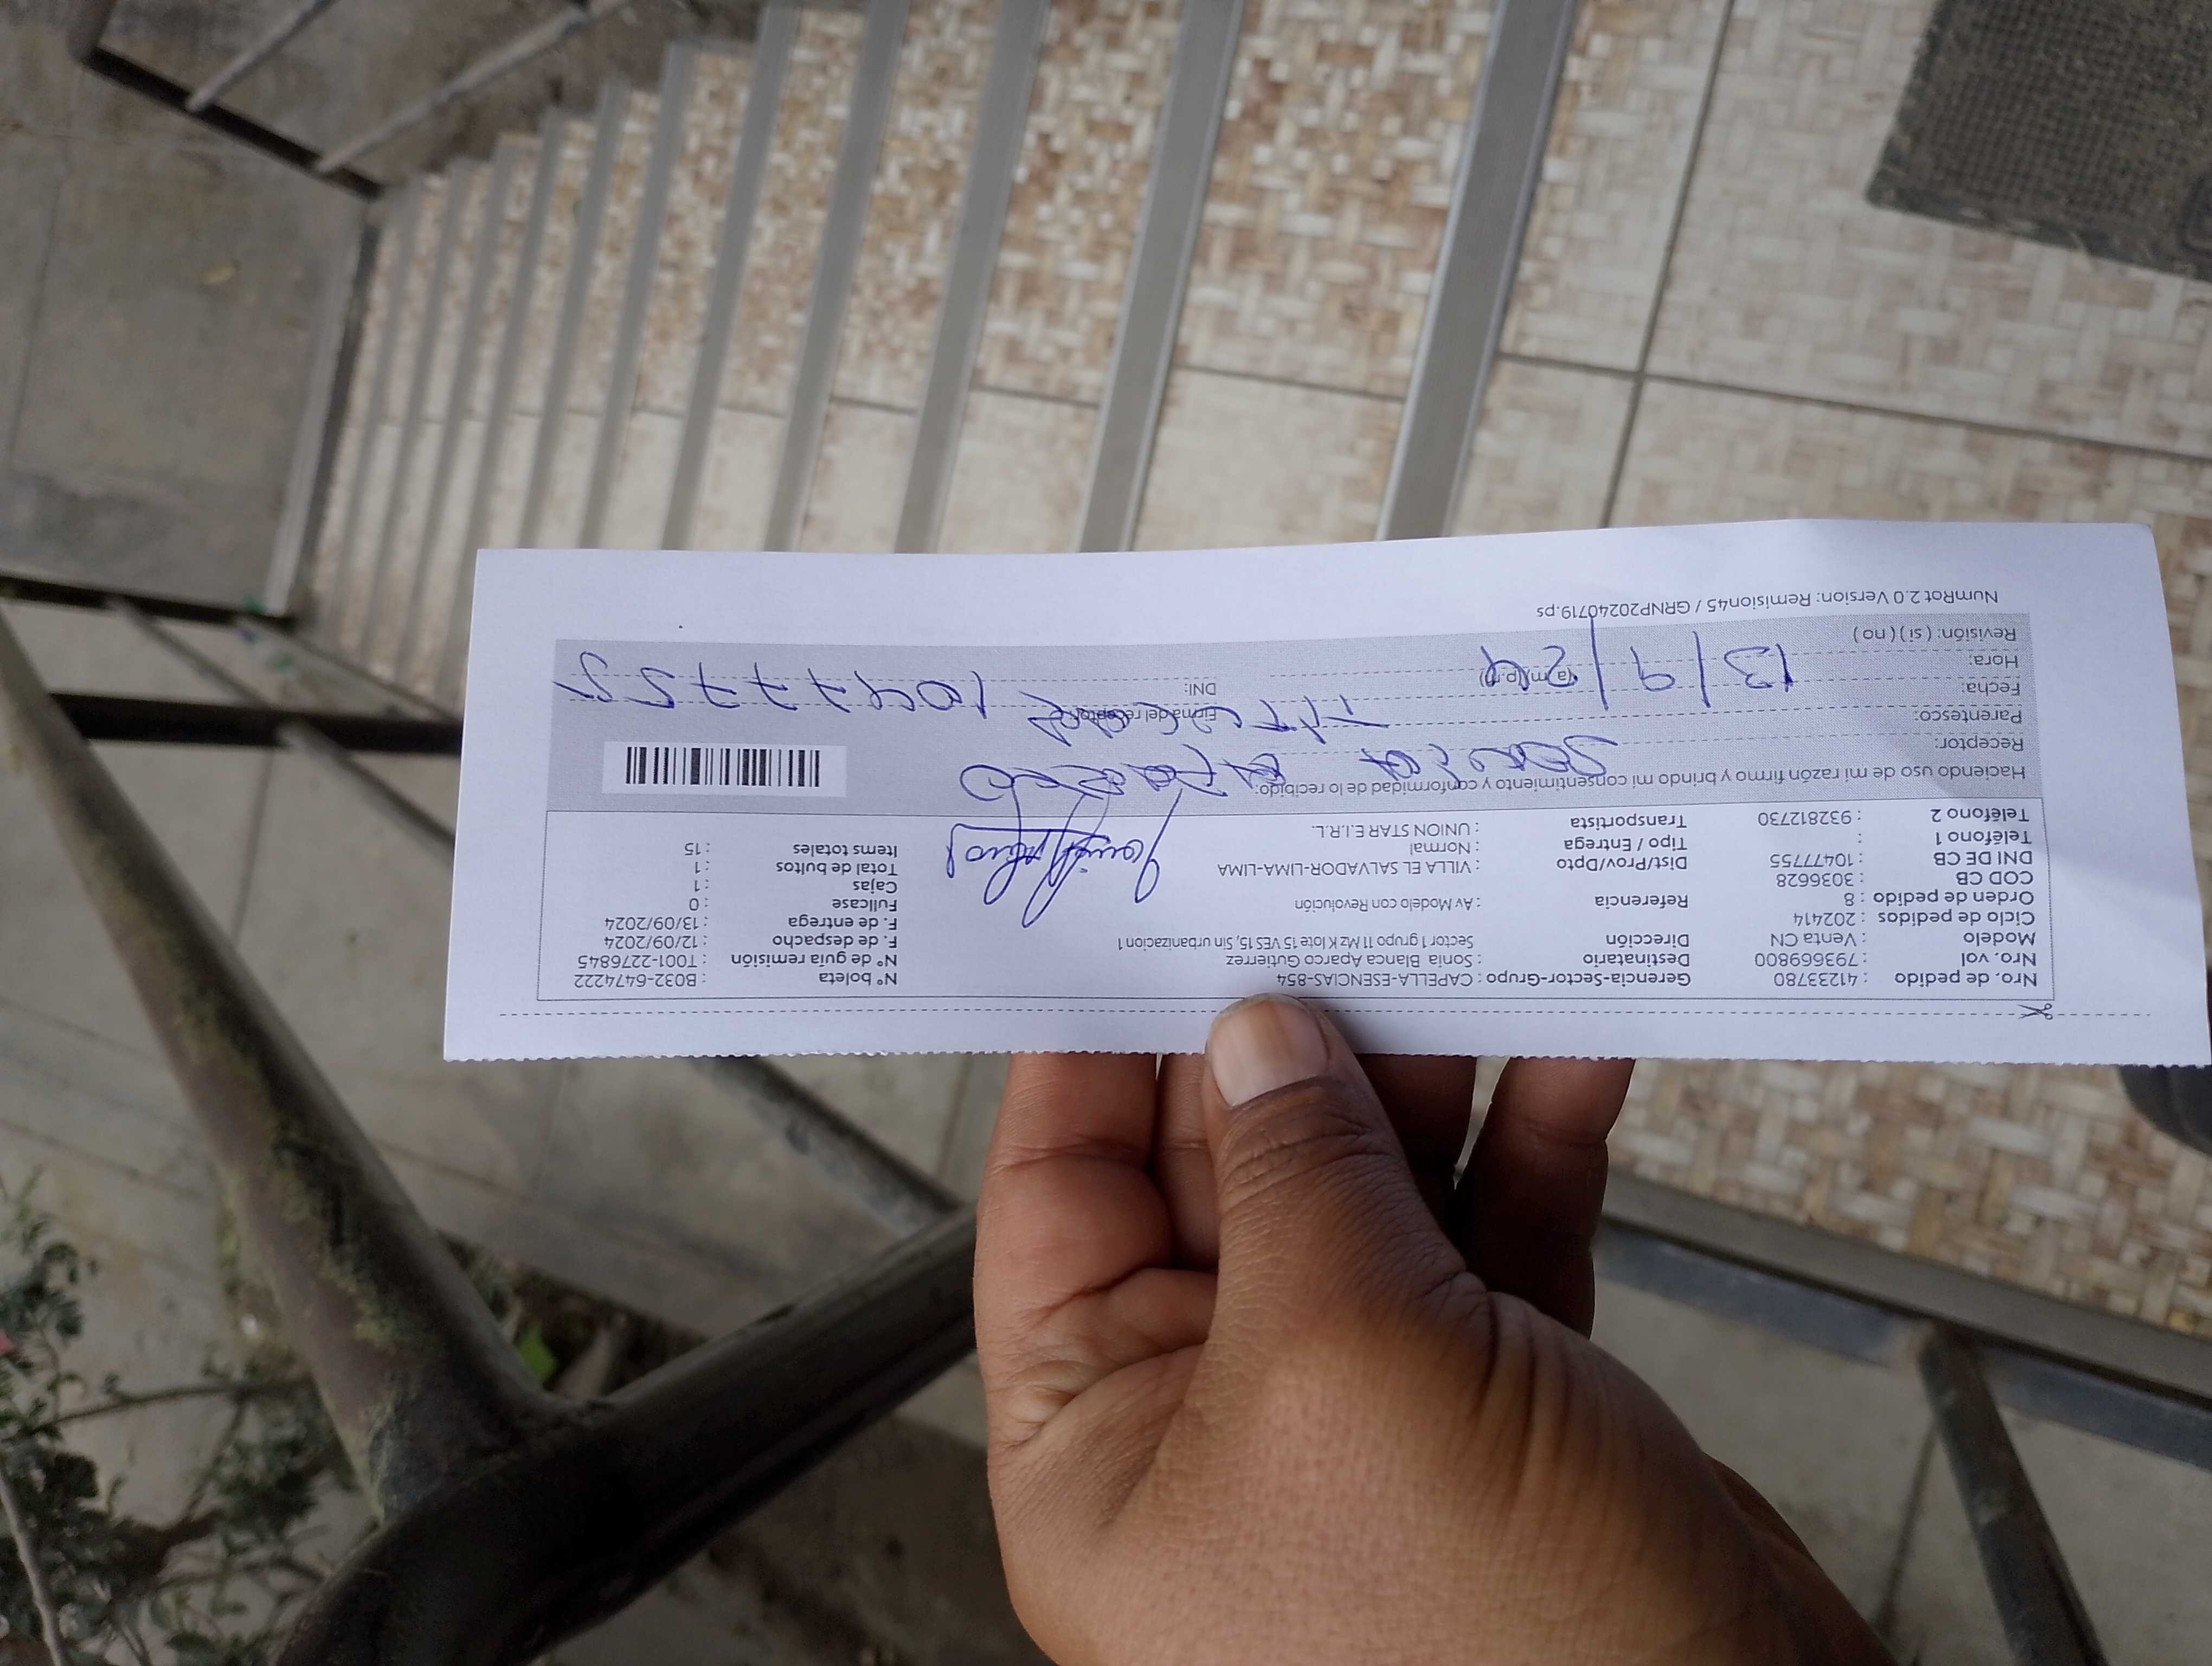 Nro. de pedido : 41233780 Gerencia-Sector-Grupo : CAPELLA-ESENCIAS-854 N° boleta : B032-6474222
Nro. vol : 793669800 Destinatario : Sonia Blanca Aparco Gutierrez N° de guía remisión : T001-2276845
Modelo : Venta CN Dirección Sector 1 grupo 11 Mz K lote 15 VES 15, Sin urbanizacion 1 F. de despacho : 12/09/2024
Ciclo de pedidos : 202414 F. de entrega : 13/09/2024
Orden de pedido : 8 Referencia : Av Modelo con Revolución Fullcase : 0
COD CB : 3036628 Cajas : 1
DNI DE CB : 10477755 Dist/Prov/Dpto : VILLA EL SALVADOR-LIMA-LIMA Total de bultos : 1
Teléfono 1 : Tipo / Entrega : Normal Items totales : 15
Teléfono 2 : 932812730 Transportista : UNION STAR E.I.R.L.
Haciendo uso de mi razón firmo y brindo mi consentimiento y conformidad de lo recibido:
Receptor:
Parentesco: TITULAR Firma del receptor
Fecha: 13/9/24 DNI: 10477755
Hora: (a.m) (p.m)
Revisión: ( si ) ( no )
NumRot 2.0 Version: Remision45 / GRNP20240719.ps